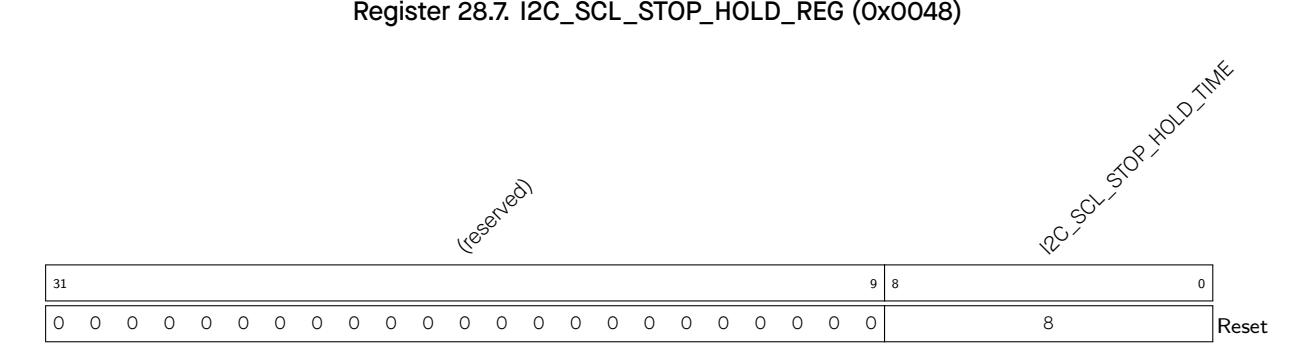 Register 28.7. I2C_SCL_STOP_HOLD_REG (0x0048)
(reserved)
I2C_SCL_STOP_HOLD_TIME
31 9 8 0
0 0 0 0 0 0 0 0 0 0 0 0 0 0 0 0 0 0 0 0 0 0 0 8 Reset